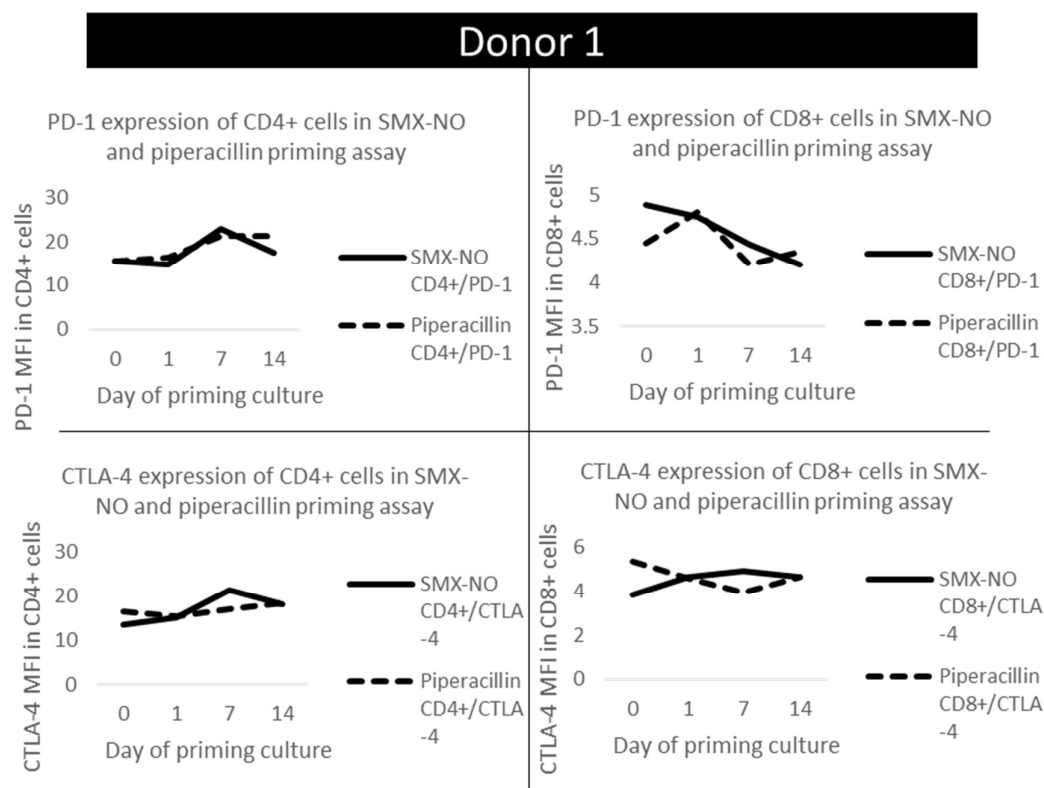 Donor 1
PD-1 expression of CD4+ cells in SMX-NO
and piperacillin priming assay
PD-1 MFI in CD4+ cells
30
20
10
0
0 1 7 14
Day of priming culture
SMX-NO
CD4+/PD-1
Piperacillin
CD4+/PD-1
PD-1 expression of CD8+ cells in SMX-NO
and piperacillin priming assay
PD-1 MFI in CD8+ cells
5
4.5
4
3.5
0 1 7 14
Day of priming culture
SMX-NO
CD8+/PD-1
Piperacillin
CD8+/PD-1
CTLA-4 expression of CD4+ cells in SMX-
NO and piperacillin priming assay
CTLA-4 MFI in CD4+ cells
30
20
10
0
0 1 7 14
Day of priming culture
SMX-NO
CD4+/CTLA
-4
Piperacillin
CD4+/CTLA
-4
CTLA-4 expression of CD8+ cells in SMX-
NO and piperacillin priming assay
CTLA-4 MFI in CD8+ cells
6
4
2
0
0 1 7 14
Day of priming culture
SMX-NO
CD8+/CTLA
-4
Piperacillin
CD8+/CTLA
-4